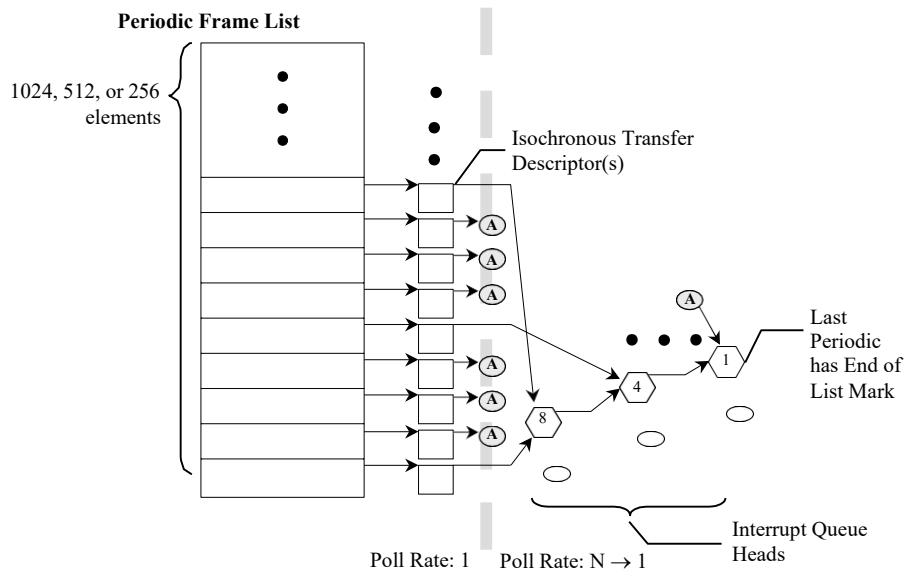 Periodic Frame List
1024, 512, or 256
elements
Isochronous Transfer
Descriptor(s)
A
A
A
A
A
A
A
8
4
1
Last
Periodic
has End of
List Mark
Interrupt Queue
Heads
Poll Rate: 1
Poll Rate: N → 1